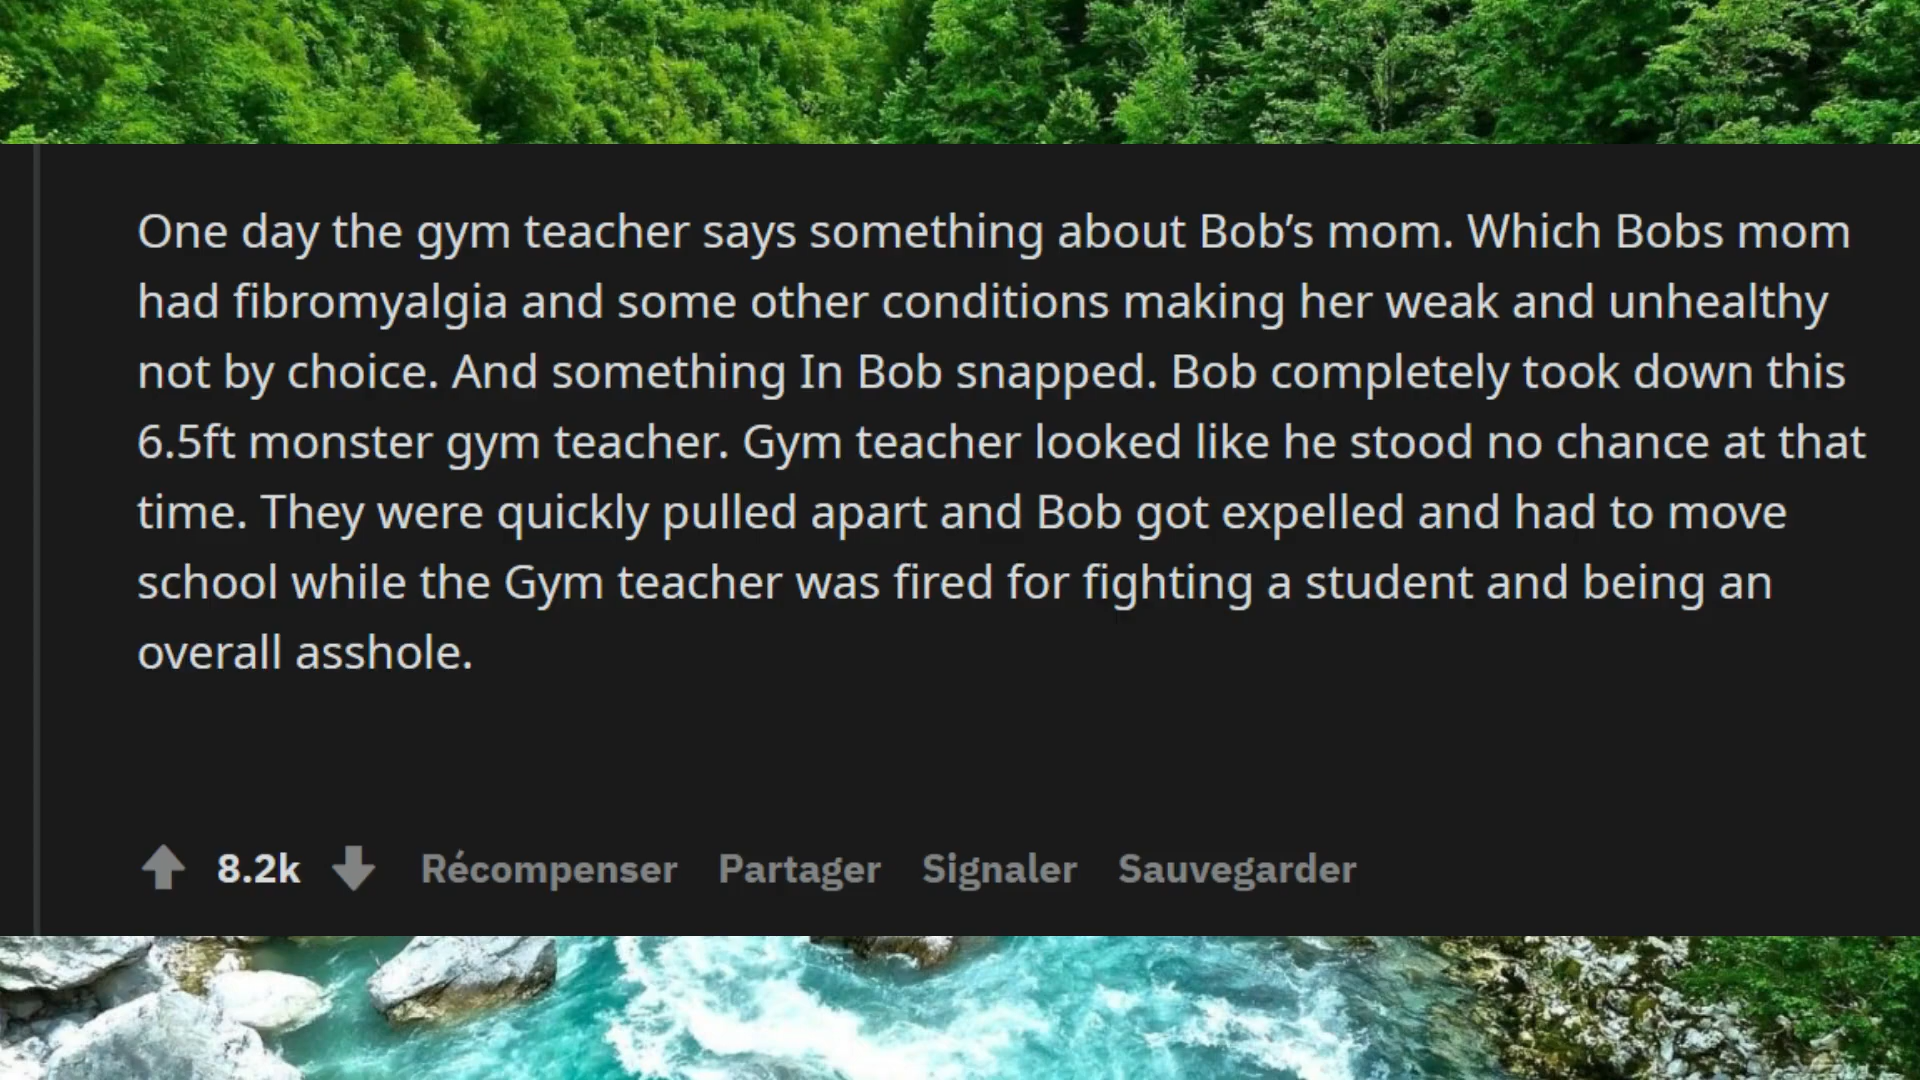 One day the gym teacher says something about Bob’s mom. Which Bobs mom
had fibromyalgia and some other conditions making her weak and unhealthy
not by choice. And something In Bob snapped. Bob completely took down this
6.5ft monster gym teacher. Gym teacher looked like he stood no chance at that
time. They were quickly pulled apart and Bob got expelled and had to move
school while the Gym teacher was fired for fighting a student and being an
overall asshole.
8.2k Récompenser Partager Signaler Sauvegarder